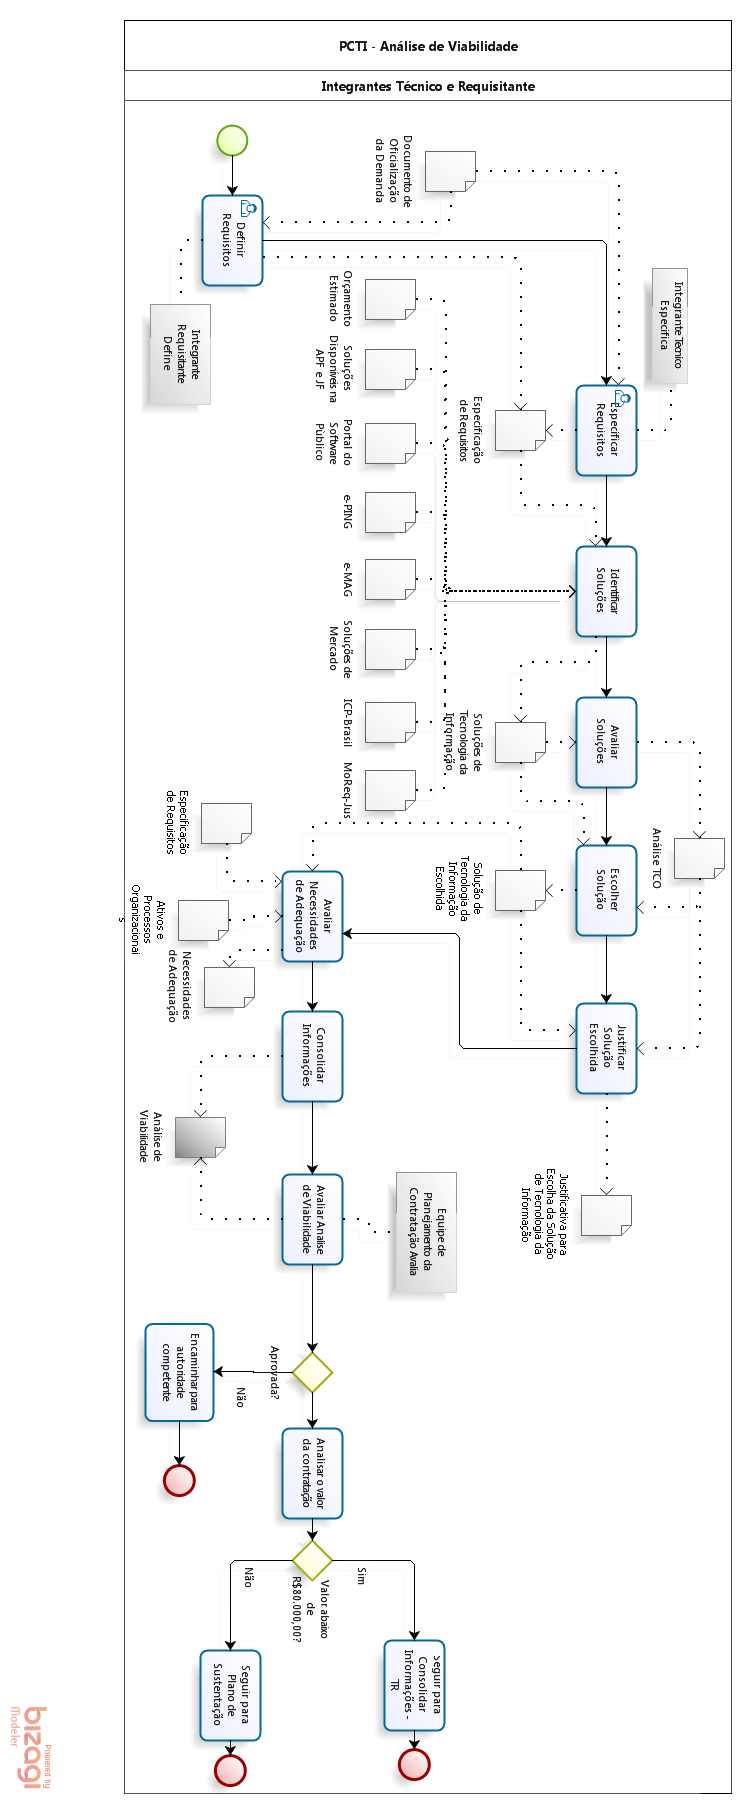 PCTI - Análise de Viabilidade
Integrantes Técnico e Requisitante
Documento de
Oficialização
da Demanda
Definir
Requisitos
Integrante
Requisitante
Define
Integrante Técnico
Especifica
Especificar
Requisitos
Especificação
de Requisitos
Orçamento
Estimado
Soluções
Disponíveis na
APF e JF
Portal do
Software
Pùblico
e-PING
e-MAG
Soluções de
Mercado
ICP-Brasil
MoReq-Jus
Identificar
Soluções
Avaliar
Soluções
Soluções de
Tecnologia da
Informação
Análise TCO
Escolher
Solução
Solução de
Tecnologia da
Informação
Escolhida
Justificar
Solução
Escolhida
Justificativa para
Escolha da Solução
de Tecnologia da
Informação
Especificação
de Requisitos
Ativos e
Processos
Organizacionai
s
Necessidades
de Adequação
Avaliar
Necessidades
de Adequação
Consolidar
Informações
Análise de
Viabilidade
Avaliar Analise
de Viabilidade
Equipe de
Planejamento da
Contratação Avalia
Aprovada?
Não
Encaminhar para
autoridade
competente
Analisar o valor
da contratação
Valor abaixo
de
R$80.000,00?
Sim
Não
Seguir para
Consolidar
Informações -
TR
Seguir para
Plano de
Sustentação
Powered by
bizagi
Modeler